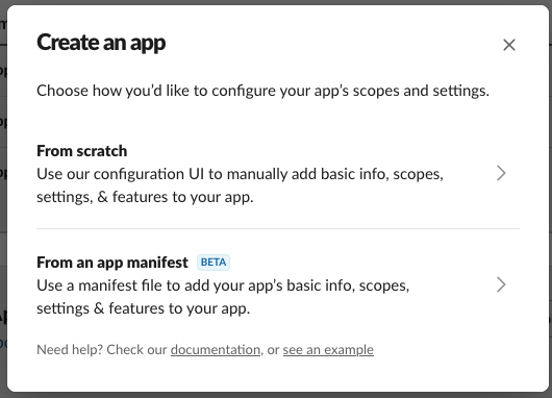 Create an app
Choose how you'd like to configure your app's scopes and settings.
From scratch
Use our configuration UI to manually add basic info, scopes,
settings, & features to your app.
From an app manifest BETA
Use a manifest file to add your app's basic info, scopes,
settings & features to your app.
Need help? Check our documentation, or see an example